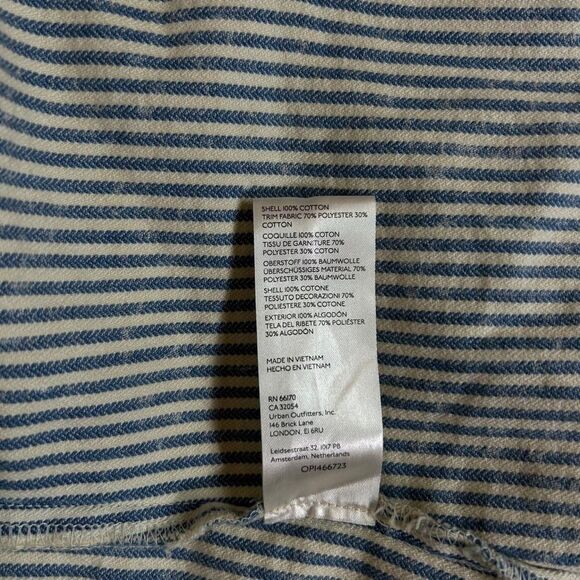 SHELL 100% COTTON
TRIM FABRIC 70% POLYESTER 30%
COTTON
COQUILLE 100% COTON
TISSU DE GARNITURE 70%
POLYESTER 30% COTON
OBERSTOFF 100% BAUMWOLLE
ÜBERSCHÜSSIGES MATERIAL 70%
POLYESTER 30% BAUMWOLLE
SHELL 100% COTONE
TESSUTO DECORAZIONI 70%
POLIESTERE 30% COTONE
EXTERIOR 100% ALGODÓN
TELA DEL RIBETE 70% POLIÉSTER
30% ALGODÓN
MADE IN VIETNAM
HECHO EN VIETNAM
RN 66170
CA 32054
Urban Outfitters, Inc.
146 Brick Lane
LONDON, E1 6RU
Leidsestraat 32, 1017 PB
Amsterdam, Netherlands
OP1466723